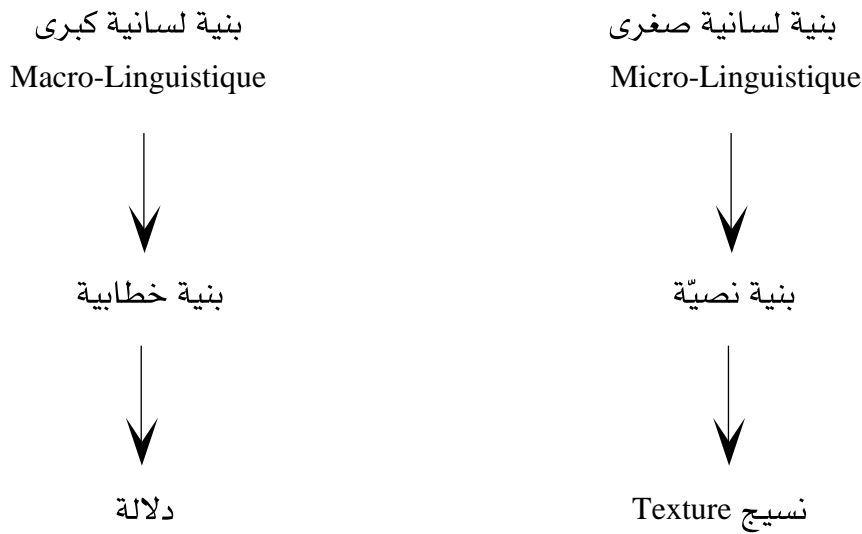 بنية لسانية صغرى
Micro-Linguistique
بنية نصيّة
نسيج Texture
بنية لسانية كبرى
Macro-Linguistique
بنية خطابية
دلالة